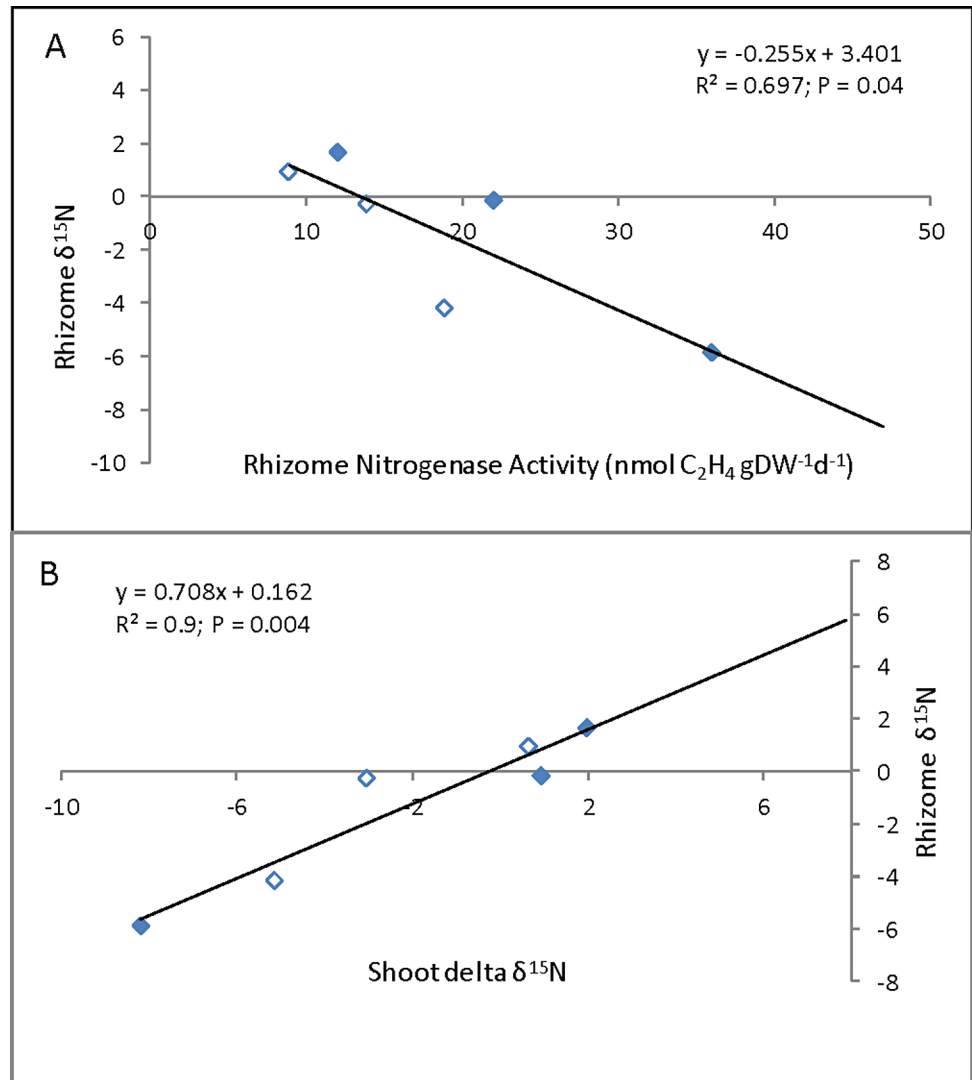 A
y = -0.255x + 3.401
R² = 0.697; P = 0.04
6
4
2
0
-2
-4
-6
-8
-10
0 10 20 30 40 50
Rhizome δ¹⁵N
Rhizome Nitrogenase Activity (nmol C₂H₄ gDW⁻¹d⁻¹)
B
y = 0.708x + 0.162
R² = 0.9; P = 0.004
8
6
4
2
0
-2
-4
-6
-8
-10 -6 -2 2 6
Rhizome δ¹⁵N
Shoot delta δ¹⁵N